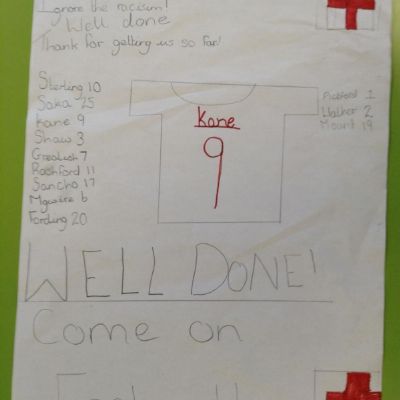 Ignore the racism!
Well done
Thank for getting us so far!
Sterling 10
Saka 25
Kane 9
Shaw 3
Grealish 7
Rashford 11
Sancho 17
Mgwire 6
Fording 20
Kane
9
Pickford 1
Walker 2
Mount 19
WELL DONE!
Come on